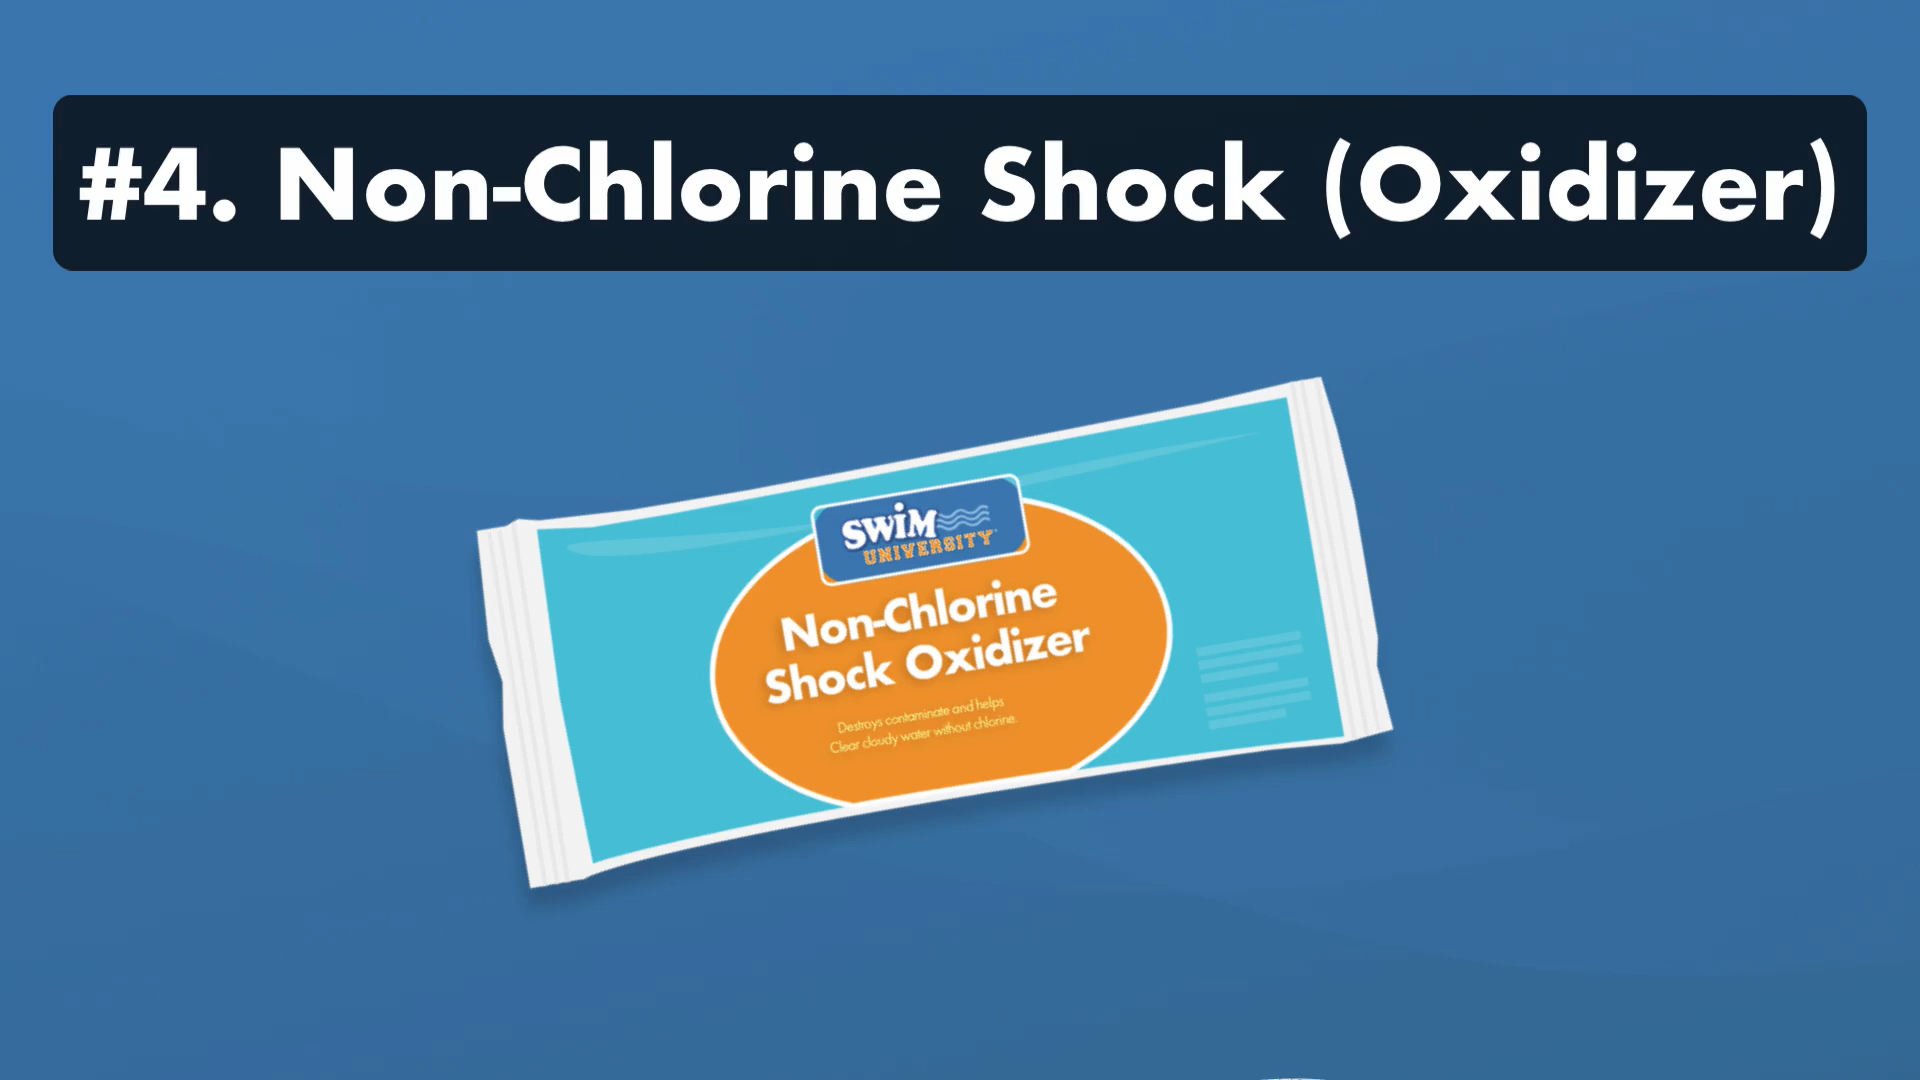 #4. Non-Chlorine Shock (Oxidizer)
SWiM
UNIVERSITY
Non-Chlorine
Shock Oxidizer
Destroys contaminate and helps
Clear cloudy water without chlorine.